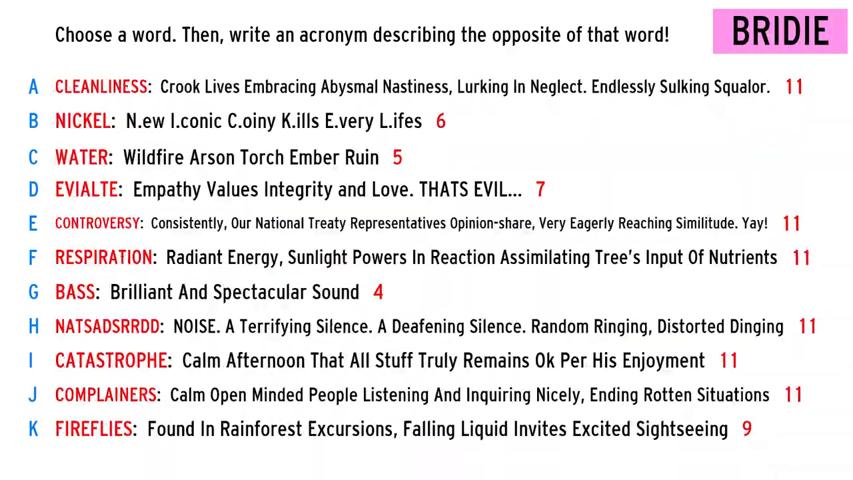 Choose a word. Then, write an acronym describing the opposite of that word!
BRIDIE
A CLEANLINESS: Crook Lives Embracing Abysmal Nastiness, Lurking In Neglect. Endlessly Sulking Squalor. 11
B NICKEL: N.ew I.conic C.oiny K.ills E.very L.ifes 6
C WATER: Wildfire Arson Torch Ember Ruin 5
D EVIALTE: Empathy Values Integrity and Love. THATS EVIL... 7
E CONTROVERSY: Consistently, Our National Treaty Representatives Opinion-share, Very Eagerly Reaching Similitude. Yay! 11
F RESPIRATION: Radiant Energy, Sunlight Powers In Reaction Assimilating Tree's Input Of Nutrients 11
G BASS: Brilliant And Spectacular Sound 4
H NATSADSRRDD: NOISE. A Terrifying Silence. A Deafening Silence. Random Ringing, Distorted Dinging 11
I CATASTROPHE: Calm Afternoon That All Stuff Truly Remains Ok Per His Enjoyment 11
J COMPLAINERS: Calm Open Minded People Listening And Inquiring Nicely, Ending Rotten Situations 11
K FIREFLIES: Found In Rainforest Excursions, Falling Liquid Invites Excited Sightseeing 9